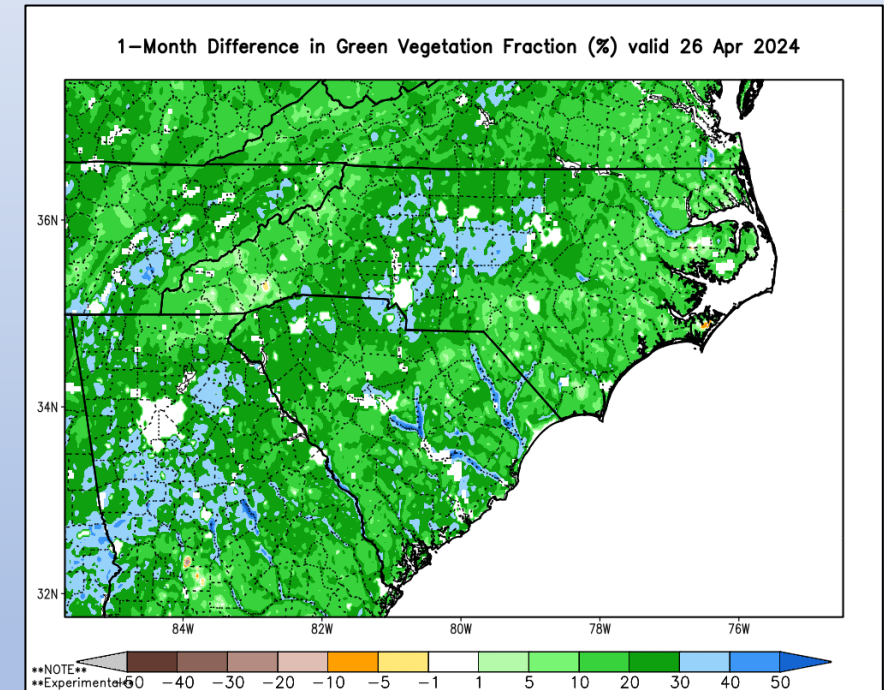 1-Month Difference in Green Vegetation Fraction (%) valid 26 Apr 2024
36N
34N
32N
84W 82W 80W 78W 76W
**NOTE**
**Experimental**
-50 -40 -30 -20 -10 -5 -1 1 5 10 20 30 40 50